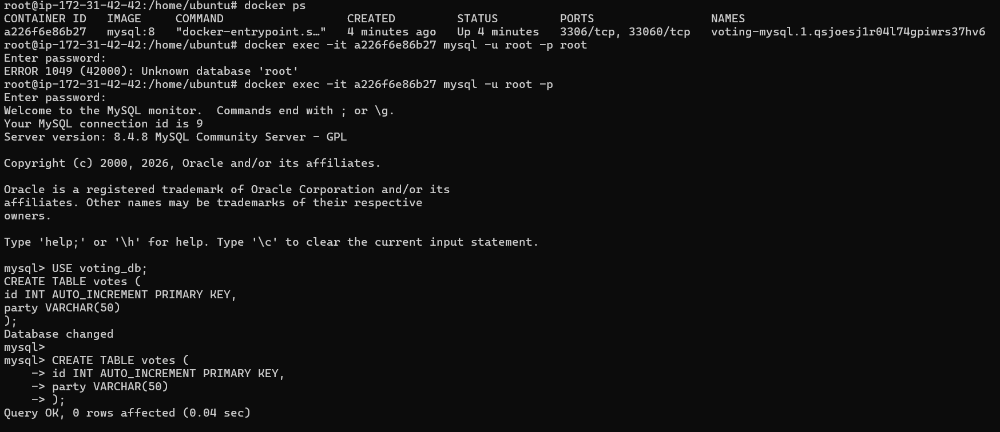 root@ip-172-31-42-42:/home/ubuntu# docker ps
CONTAINER ID   IMAGE     COMMAND                  CREATED         STATUS         PORTS                 NAMES
a226f6e86b27   mysql:8   "docker-entrypoint.s…"   4 minutes ago   Up 4 minutes   3306/tcp, 33060/tcp   voting-mysql.1.qsjoesj1r04l74gpiwrs37hv6
root@ip-172-31-42-42:/home/ubuntu# docker exec -it a226f6e86b27 mysql -u root -p root
Enter password:
ERROR 1049 (42000): Unknown database 'root'
root@ip-172-31-42-42:/home/ubuntu# docker exec -it a226f6e86b27 mysql -u root -p
Enter password:
Welcome to the MySQL monitor.  Commands end with ; or \g.
Your MySQL connection id is 9
Server version: 8.4.8 MySQL Community Server - GPL

Copyright (c) 2000, 2026, Oracle and/or its affiliates.

Oracle is a registered trademark of Oracle Corporation and/or its
affiliates. Other names may be trademarks of their respective
owners.

Type 'help;' or '\h' for help. Type '\c' to clear the current input statement.

mysql> USE voting_db;
CREATE TABLE votes (
id INT AUTO_INCREMENT PRIMARY KEY,
party VARCHAR(50)
);
Database changed
mysql>
mysql> CREATE TABLE votes (
    -> id INT AUTO_INCREMENT PRIMARY KEY,
    -> party VARCHAR(50)
    -> );
Query OK, 0 rows affected (0.04 sec)